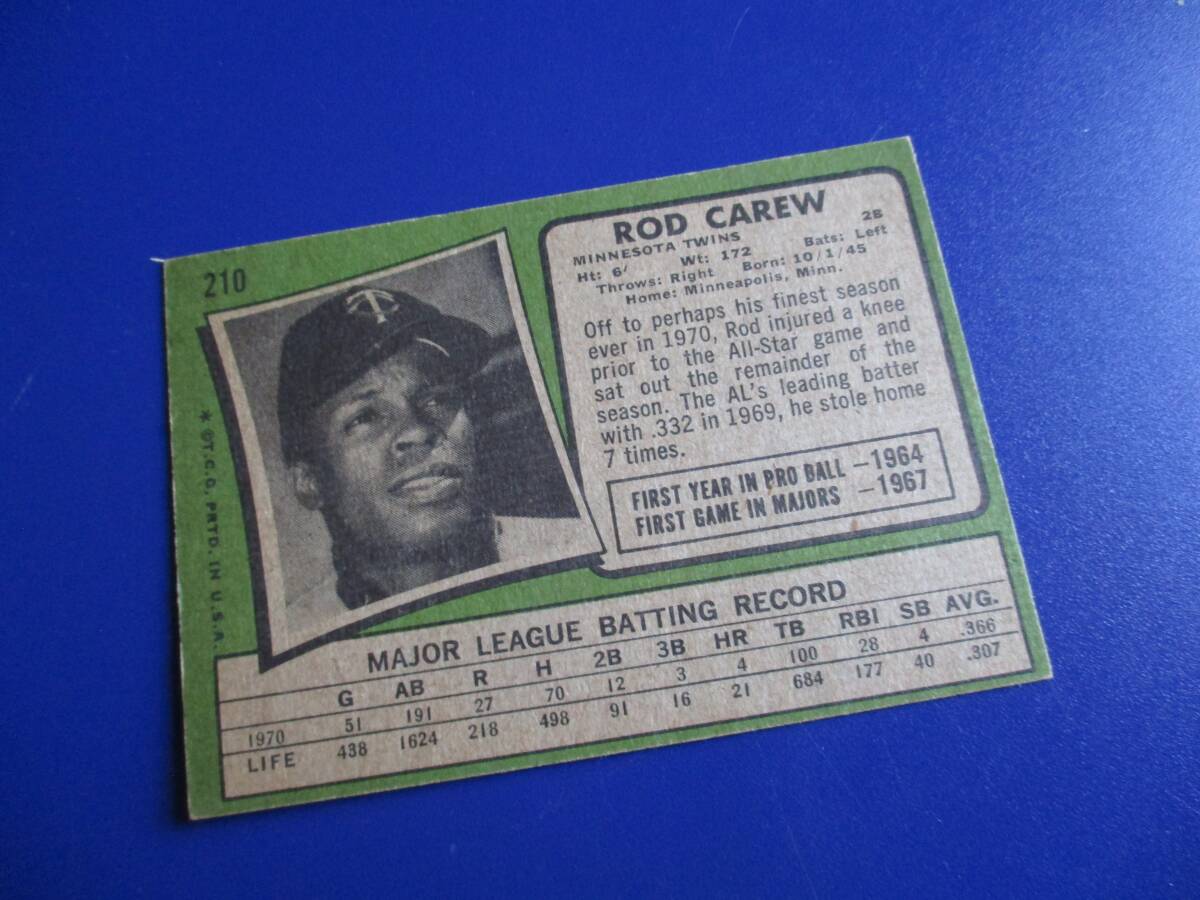 210
ROD CAREW
MINNESOTA TWINS 2B
Ht: 6' Wt: 172 Bats: Left
Throws: Right Born: 10/1/45
Home: Minneapolis, Minn.
Off to perhaps his finest season
ever in 1970, Rod injured a knee
prior to the All-Star game and
sat out the remainder of the
season. The AL's leading batter
with .332 in 1969, he stole home
7 times.
FIRST YEAR IN PRO BALL —1964
FIRST GAME IN MAJORS —1967
* ©T.C.G. PRTD. IN U.S.A.
MAJOR LEAGUE BATTING RECORD
G AB R H 2B 3B HR TB RBI SB AVG.
1970 51 191 27 70 12 3 4 100 28 4 .366
LIFE 438 1624 218 498 91 16 21 684 177 40 .307